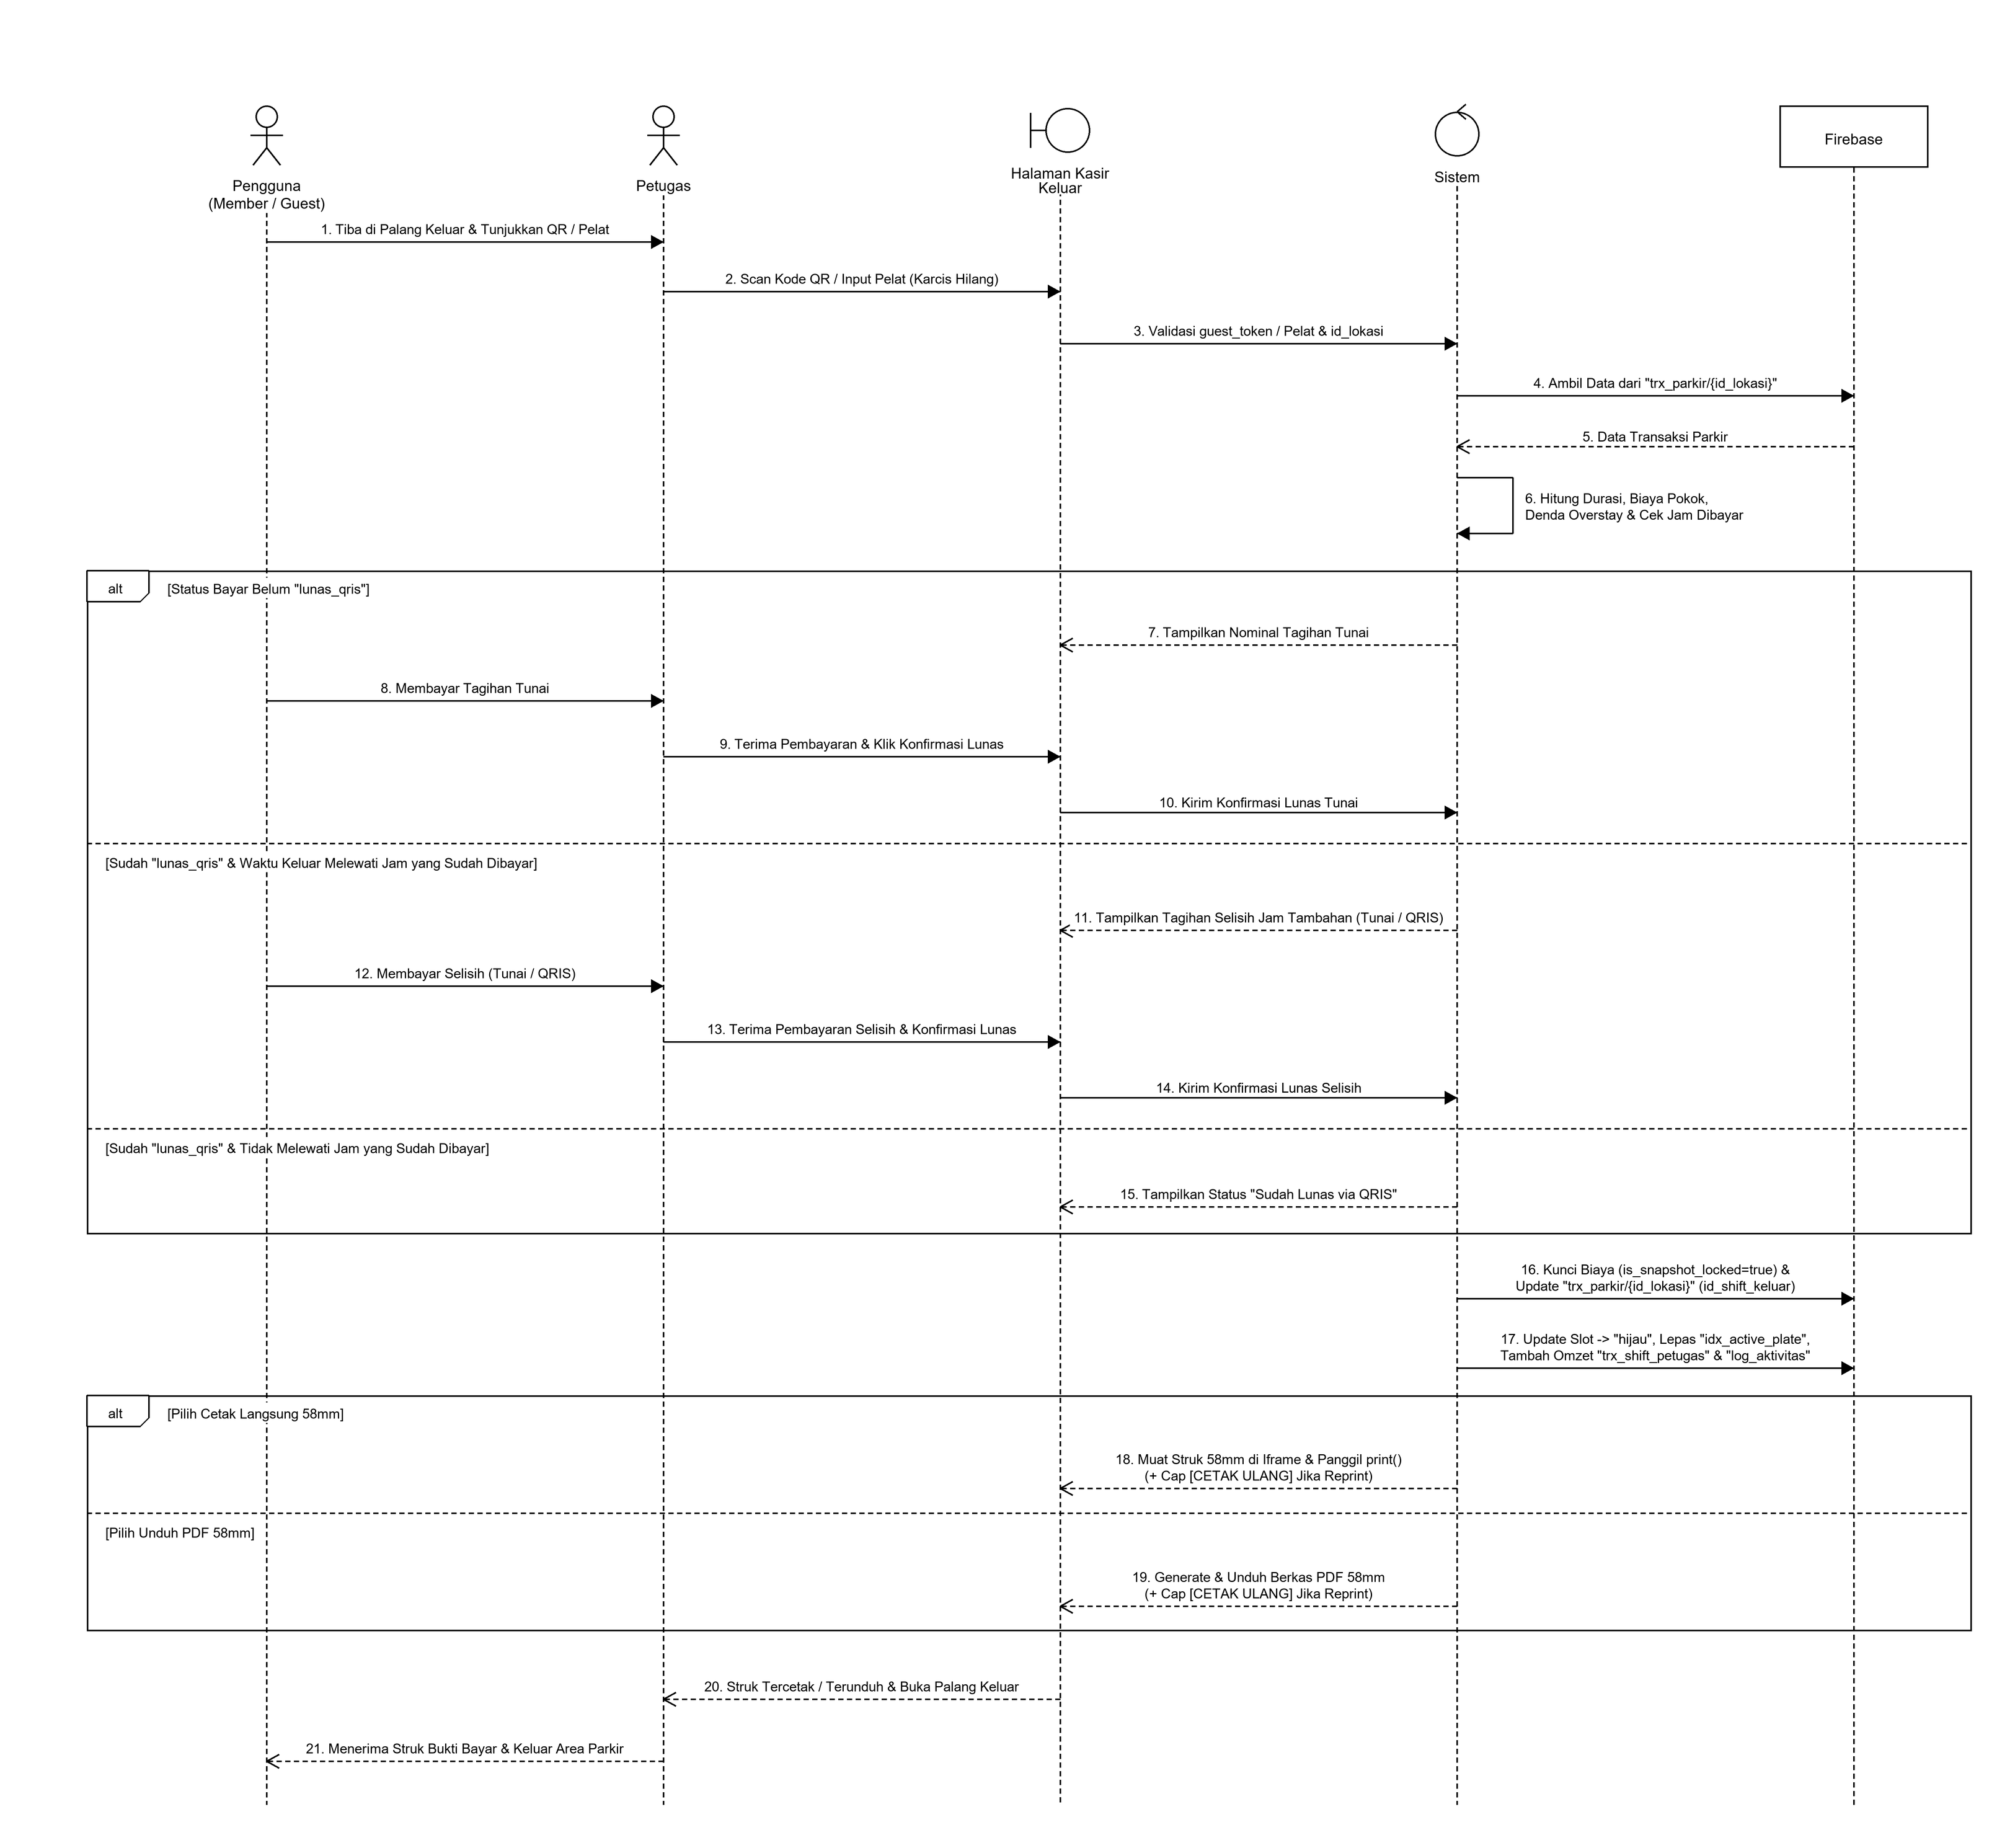 Pengguna
(Member / Guest)
Petugas
Halaman Kasir
Keluar
Sistem
Firebase
1. Tiba di Palang Keluar & Tunjukkan QR / Pelat
2. Scan Kode QR / Input Pelat (Karcis Hilang)
3. Validasi guest_token / Pelat & id_lokasi
4. Ambil Data dari "trx_parkir/{id_lokasi}"
5. Data Transaksi Parkir
6. Hitung Durasi, Biaya Pokok,
Denda Overstay & Cek Jam Dibayar
alt
[Status Bayar Belum "lunas_qris"]
7. Tampilkan Nominal Tagihan Tunai
8. Membayar Tagihan Tunai
9. Terima Pembayaran & Klik Konfirmasi Lunas
10. Kirim Konfirmasi Lunas Tunai
[Sudah "lunas_qris" & Waktu Keluar Melewati Jam yang Sudah Dibayar]
11. Tampilkan Tagihan Selisih Jam Tambahan (Tunai / QRIS)
12. Membayar Selisih (Tunai / QRIS)
13. Terima Pembayaran Selisih & Konfirmasi Lunas
14. Kirim Konfirmasi Lunas Selisih
[Sudah "lunas_qris" & Tidak Melewati Jam yang Sudah Dibayar]
15. Tampilkan Status "Sudah Lunas via QRIS"
16. Kunci Biaya (is_snapshot_locked=true) &
Update "trx_parkir/{id_lokasi}" (id_shift_keluar)
17. Update Slot -> "hijau", Lepas "idx_active_plate",
Tambah Omzet "trx_shift_petugas" & "log_aktivitas"
alt
[Pilih Cetak Langsung 58mm]
18. Muat Struk 58mm di Iframe & Panggil print()
(+ Cap [CETAK ULANG] Jika Reprint)
[Pilih Unduh PDF 58mm]
19. Generate & Unduh Berkas PDF 58mm
(+ Cap [CETAK ULANG] Jika Reprint)
20. Struk Tercetak / Terunduh & Buka Palang Keluar
21. Menerima Struk Bukti Bayar & Keluar Area Parkir